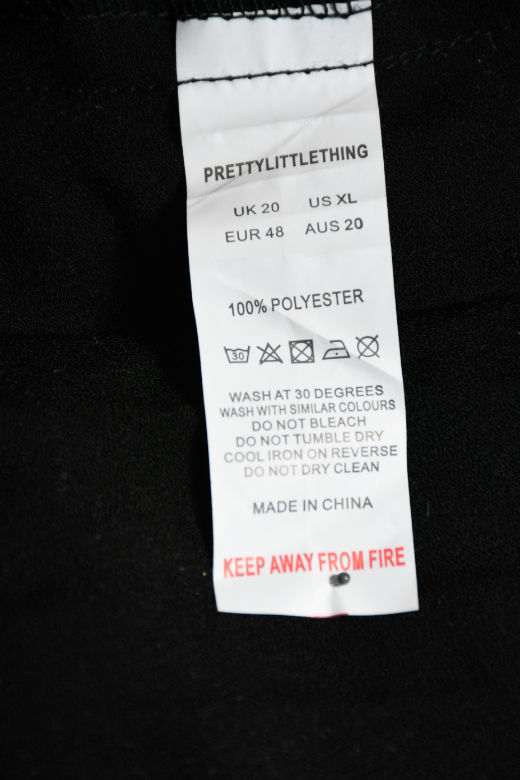 PRETTYLITTLETHING
UK 20 US XL
EUR 48 AUS 20
100% POLYESTER
30
WASH AT 30 DEGREES
WASH WITH SIMILAR COLOURS
DO NOT BLEACH
DO NOT TUMBLE DRY
COOL IRON ON REVERSE
DO NOT DRY CLEAN
MADE IN CHINA
KEEP AWAY FROM FIRE